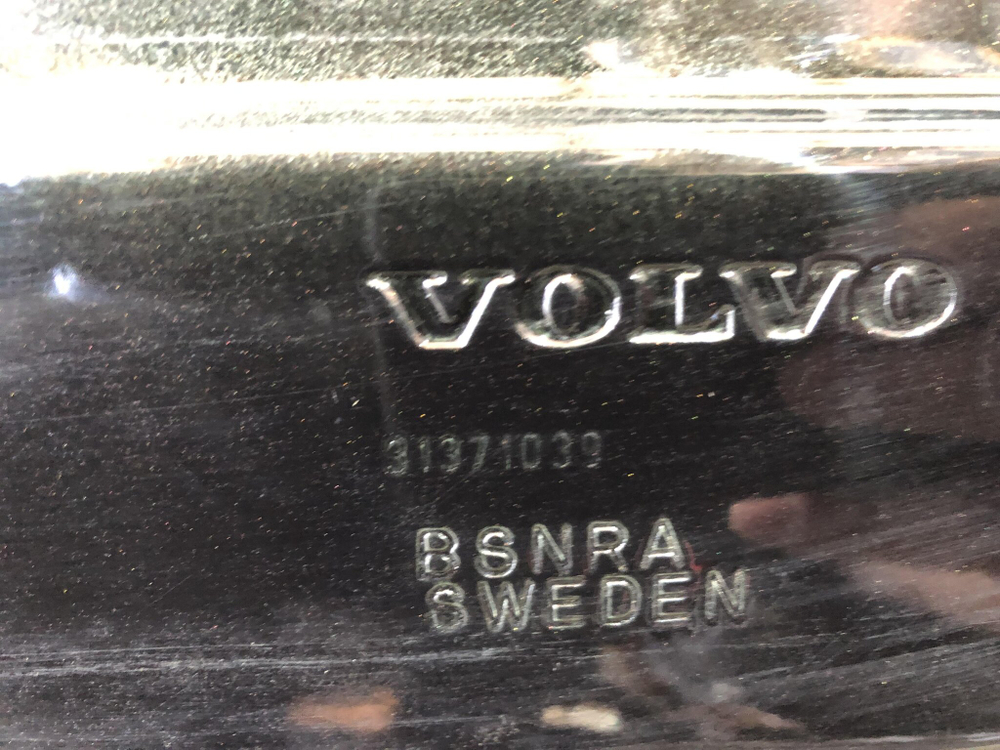 VOLVO
31371039
BSNRA
SWEDEN